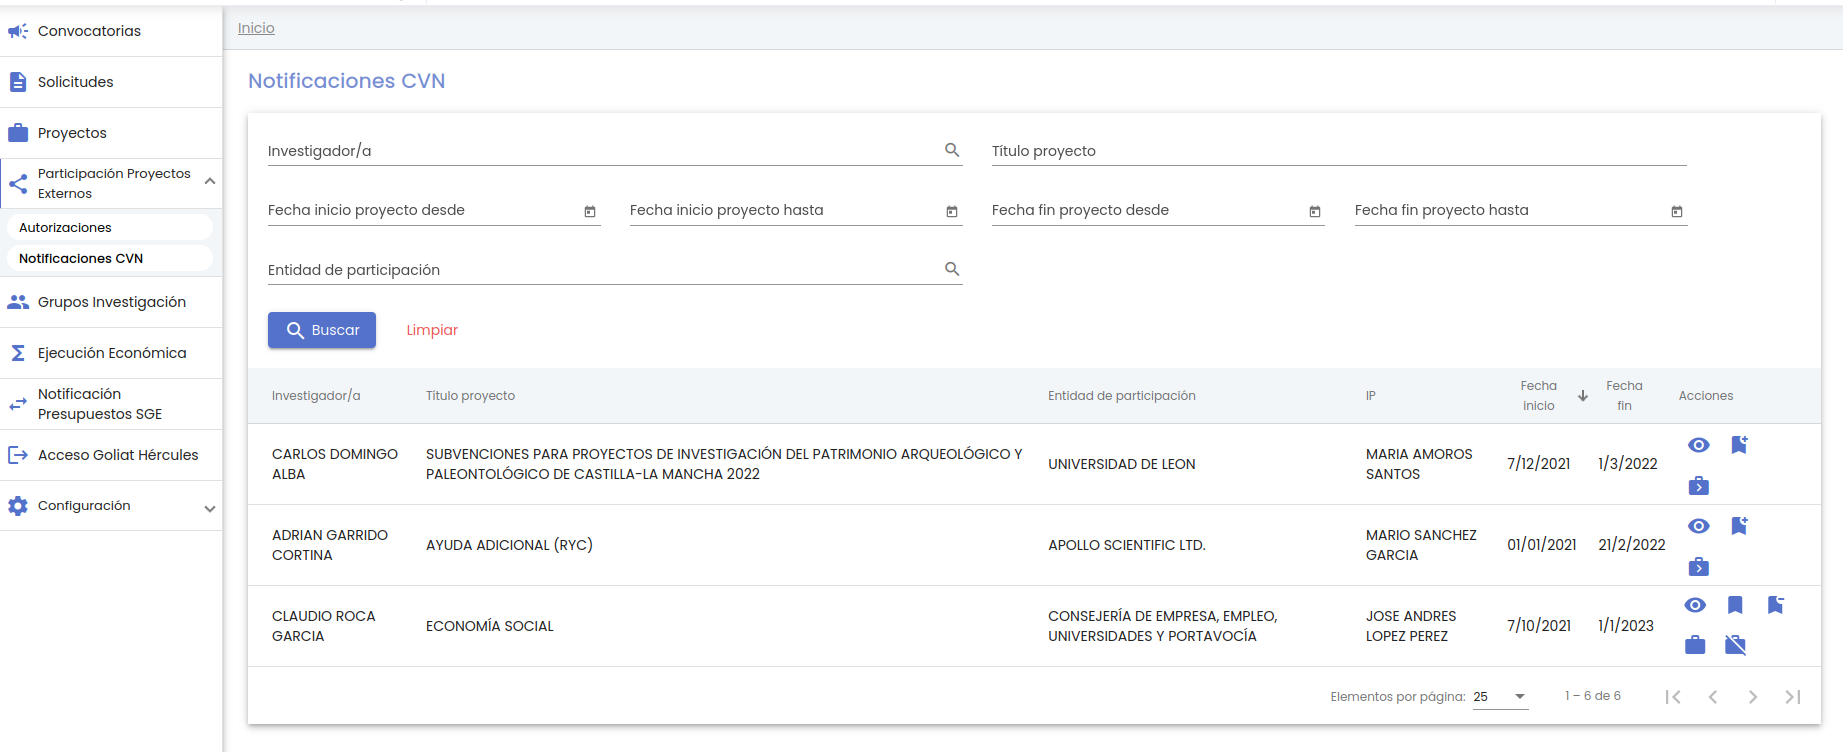 Convocatorias
Solicitudes
Proyectos
Participación Proyectos
Externos
Autorizaciones
Notificaciones CVN
Grupos Investigación
Ejecución Económica
Notificación
Presupuestos SGE
Acceso Goliat Hércules
Configuración
Inicio
Notificaciones CVN
Investigador/a
Título proyecto
Fecha inicio proyecto desde
Fecha inicio proyecto hasta
Fecha fin proyecto desde
Fecha fin proyecto hasta
Entidad de participación
Buscar
Limpiar
Investigador/a
Título proyecto
Entidad de participación
IP
Fecha
inicio
Fecha
fin
Acciones
CARLOS DOMINGO
ALBA
SUBVENCIONES PARA PROYECTOS DE INVESTIGACIÓN DEL PATRIMONIO ARQUEOLÓGICO Y
PALEONTOLÓGICO DE CASTILLA-LA MANCHA 2022
UNIVERSIDAD DE LEON
MARIA AMOROS
SANTOS
7/12/2021
1/3/2022
ADRIAN GARRIDO
CORTINA
AYUDA ADICIONAL (RYC)
APOLLO SCIENTIFIC LTD.
MARIO SANCHEZ
GARCIA
01/01/2021
21/2/2022
CLAUDIO ROCA
GARCIA
ECONOMÍA SOCIAL
CONSEJERÍA DE EMPRESA, EMPLEO,
UNIVERSIDADES Y PORTAVOCÍA
JOSE ANDRES
LOPEZ PEREZ
7/10/2021
1/1/2023
Elementos por página: 25
1 – 6 de 6